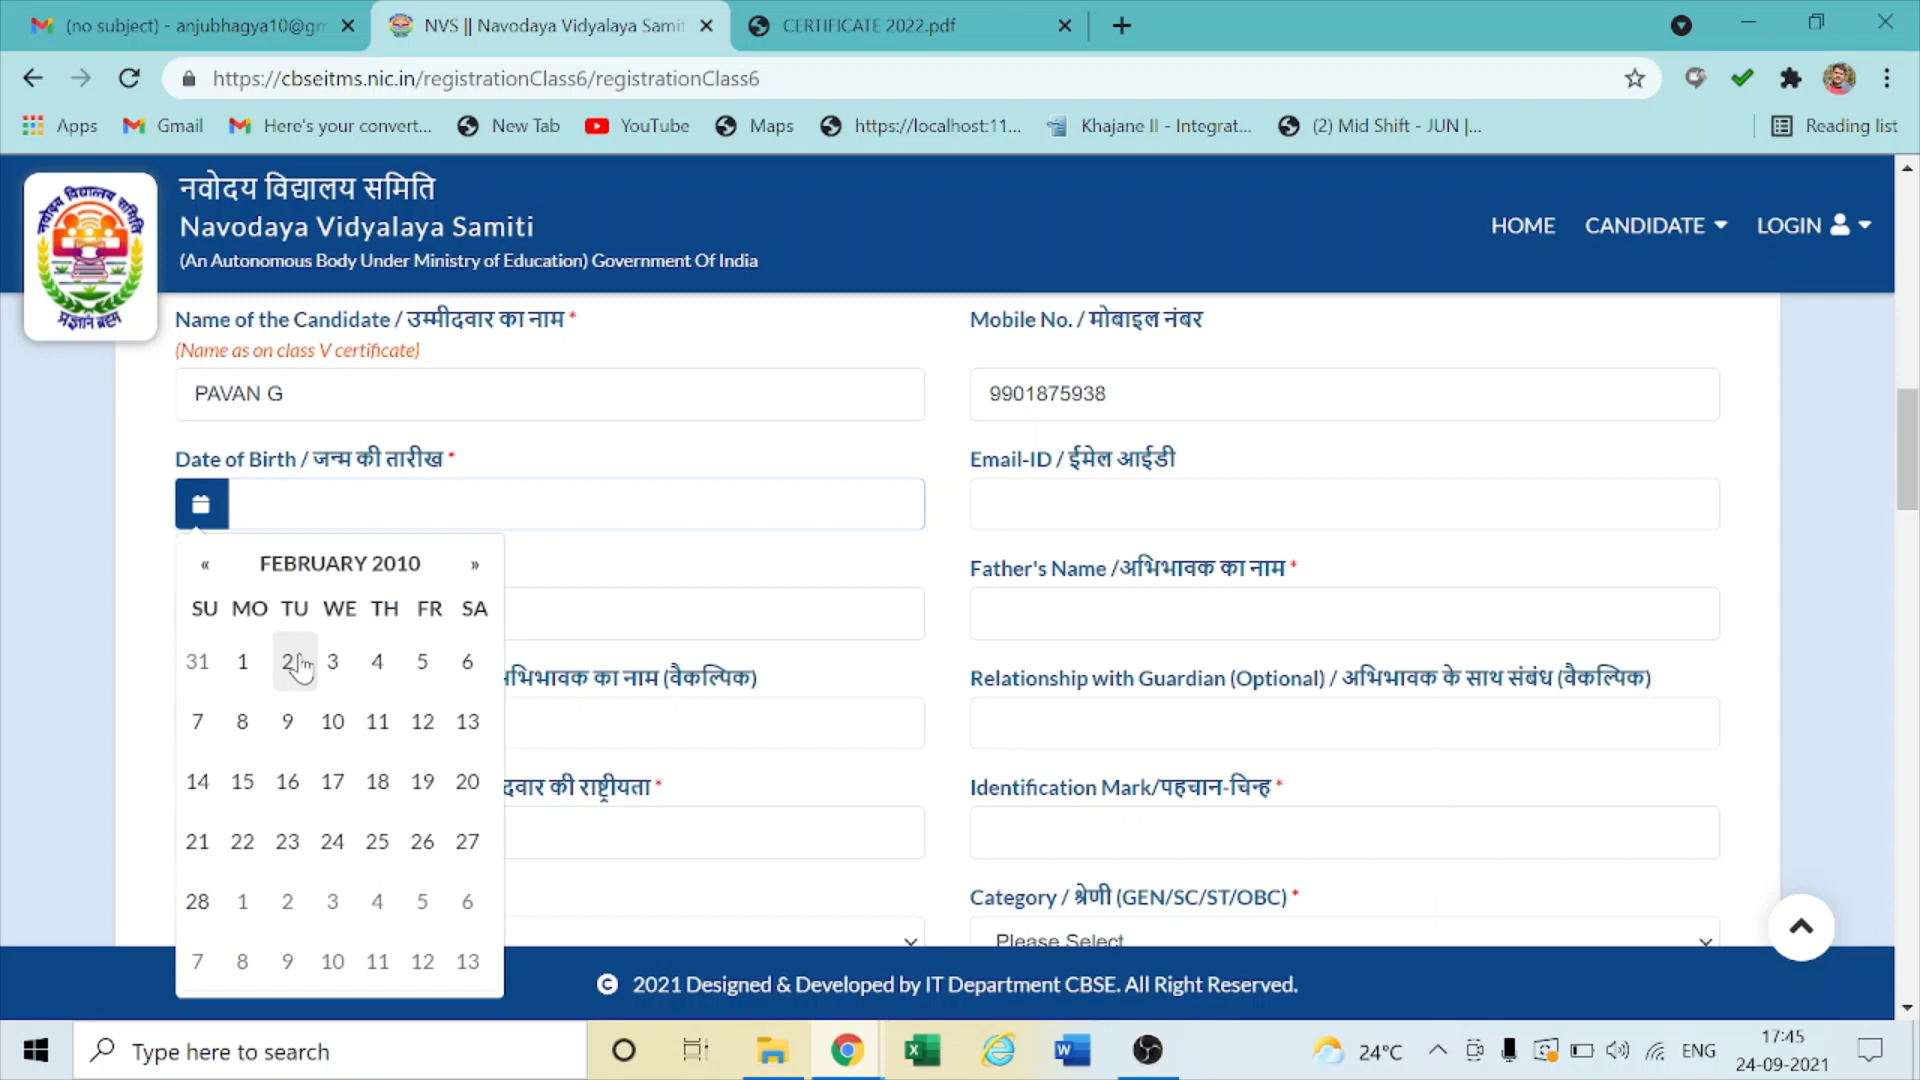 (no subject) - anjubhagya10@gm
NVS || Navodaya Vidyalaya Samit
CERTIFICATE 2022.pdf
https://cbseitms.nic.in/registrationClass6/registrationClass6
Apps
Gmail
Here's your convert...
New Tab
YouTube
Maps
https://localhost:11...
Khajane II - Integrat...
(2) Mid Shift - JUN |...
Reading list
नवोदय विद्यालय समिति
Navodaya Vidyalaya Samiti
(An Autonomous Body Under Ministry of Education) Government Of India
HOME
CANDIDATE
LOGIN
Name of the Candidate / उम्मीदवार का नाम *
(Name as on class V certificate)
PAVAN G
Mobile No. / मोबाइल नंबर
9901875938
Date of Birth / जन्म की तारीख *
Email-ID / ईमेल आईडी
« FEBRUARY 2010 »
SU MO TU WE TH FR SA
31 1 2 3 4 5 6
7 8 9 10 11 12 13
14 15 16 17 18 19 20
21 22 23 24 25 26 27
28 1 2 3 4 5 6
7 8 9 10 11 12 13
Father's Name /अभिभावक का नाम *
अभिभावक का नाम (वैकल्पिक)
Relationship with Guardian (Optional) / अभिभावक के साथ संबंध (वैकल्पिक)
दवार की राष्ट्रीयता *
Identification Mark/पहचान-चिन्ह *
Category / श्रेणी (GEN/SC/ST/OBC) *
Please Select
© 2021 Designed & Developed by IT Department CBSE. All Right Reserved.
Type here to search
24°C
ENG
17:45
24-09-2021